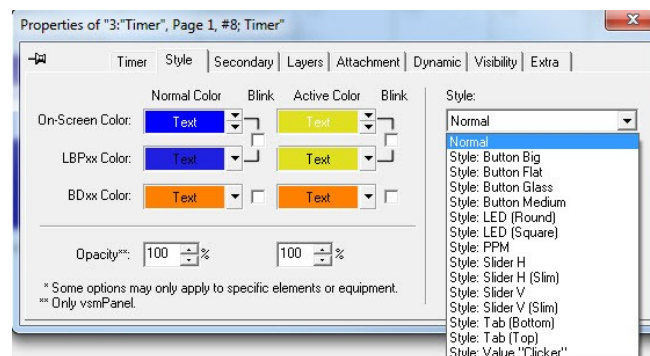 Properties of "3:"Timer", Page 1, #8; Timer"
Timer Style Secondary Layers Attachment Dynamic Visibility Extra
Normal Color Blink Active Color Blink Style:
On-Screen Color: Text Text Normal
Normal
LBPxx Color: Text Text Style: Button Big
Style: Button Flat
Style: Button Glass
BDxx Color: Text Text Style: Button Medium
Style: LED (Round)
Style: LED (Square)
Opacity**: 100 % 100 % Style: PPM
Style: Slider H
Style: Slider H (Slim)
* Some options may only apply to specific elements or equipment. Style: Slider V
** Only vsmPanel. Style: Slider V (Slim)
Style: Tab (Bottom)
Style: Tab (Top)
Style: Value "Clicker"